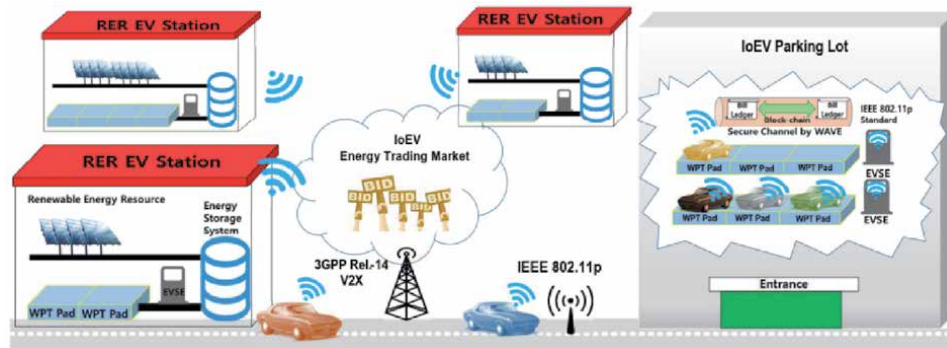 RER EV Station
RER EV Station
IoEV Parking Lot
Bill
Ledger
Block-chain
Bill
Ledger
IEEE 802.11p
Standard
Secure Channel by WAVE
WPT Pad
WPT Pad
WPT Pad
EVSE
WPT Pad
WPT Pad
WPT Pad
EVSE
Entrance
IoEV
Energy Trading Market
BID
BID
BID
BID
BID
RER EV Station
Renewable Energy Resource
Energy
Storage
System
EVSE
WPT Pad
WPT Pad
3GPP Rel.-14
V2X
IEEE 802.11p